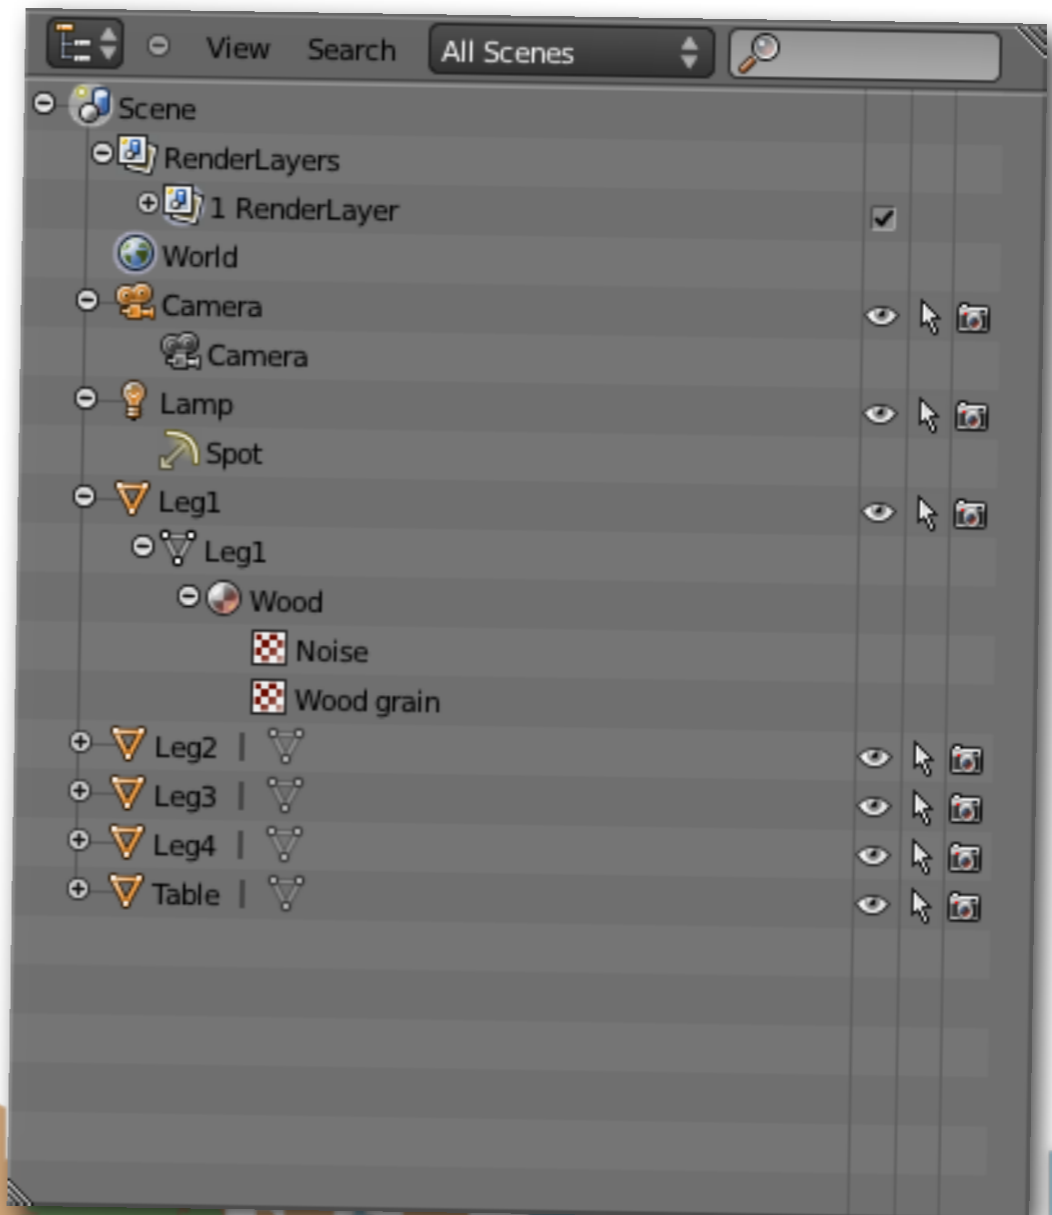 View Search All Scenes
Scene
RenderLayers
1 RenderLayer
World
Camera
Camera
Lamp
Spot
Leg1
Leg1
Wood
Noise
Wood grain
Leg2 |
Leg3 |
Leg4 |
Table |